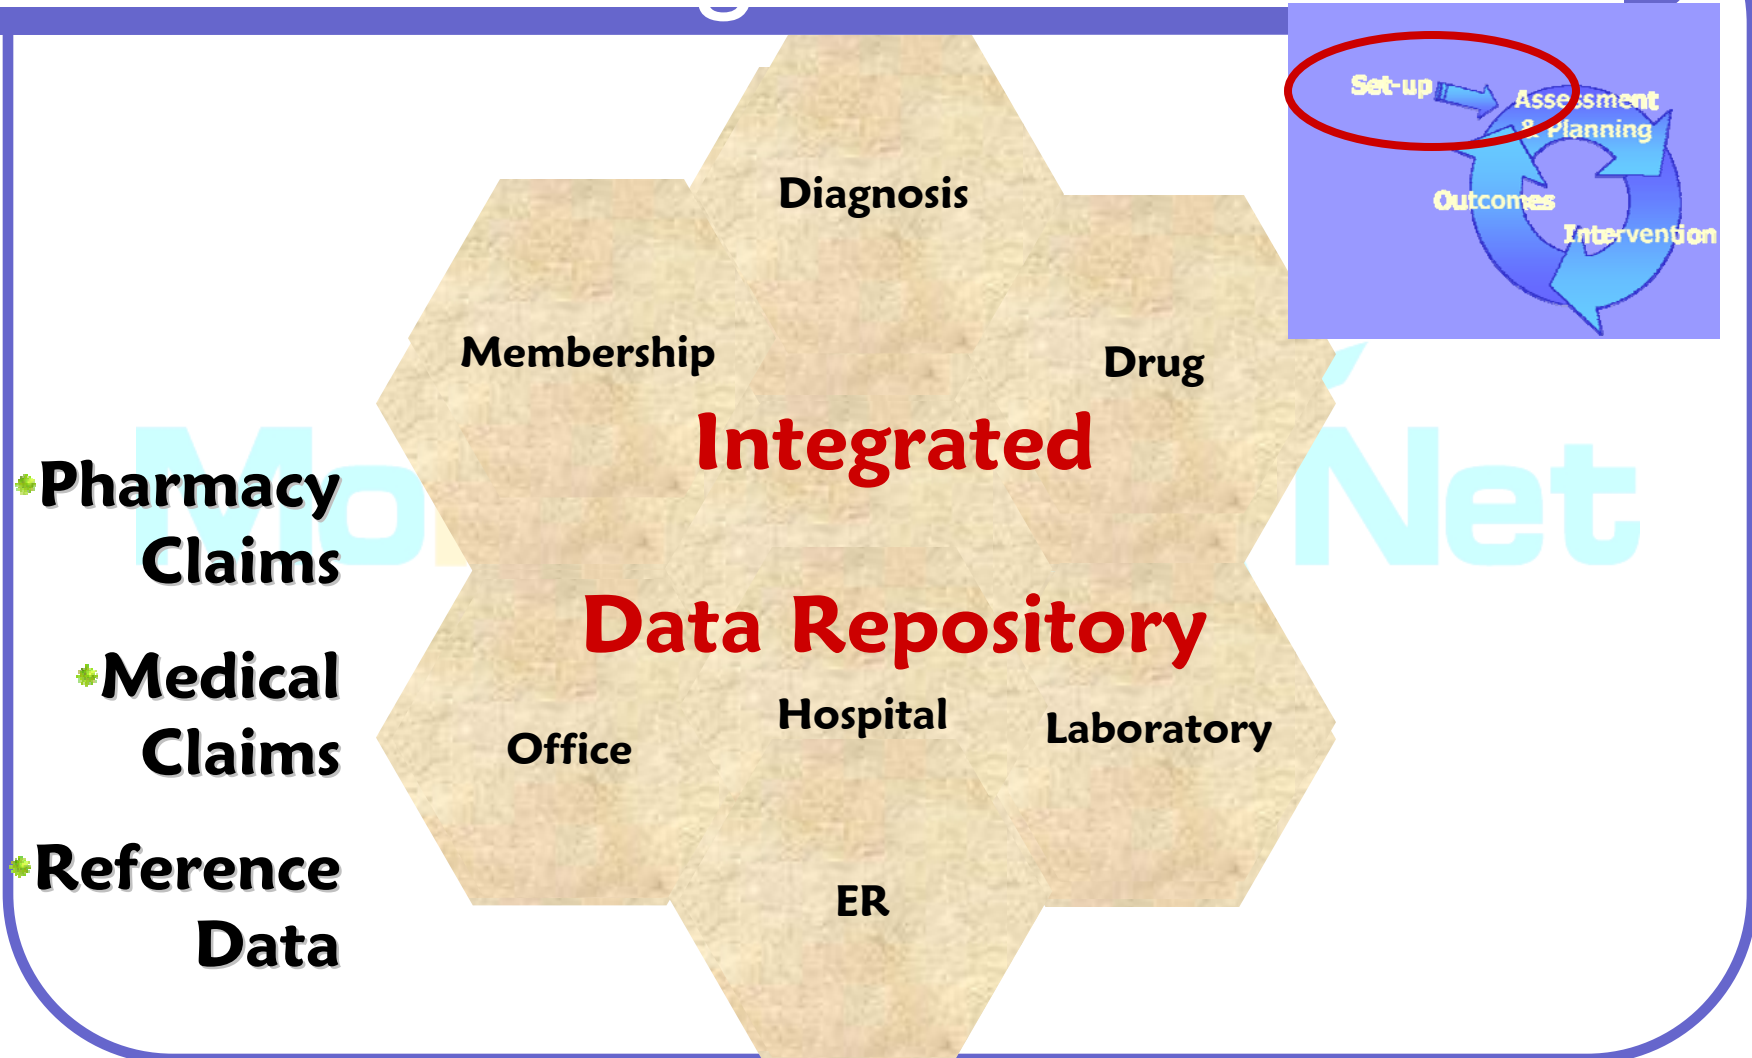 Set-up
Assessment
& Planning
Outcomes
Intervention
Diagnosis
Membership
Drug
Integrated
Data Repository
Hospital
Laboratory
Office
ER
•Pharmacy
Claims
•Medical
Claims
•Reference
Data
Net